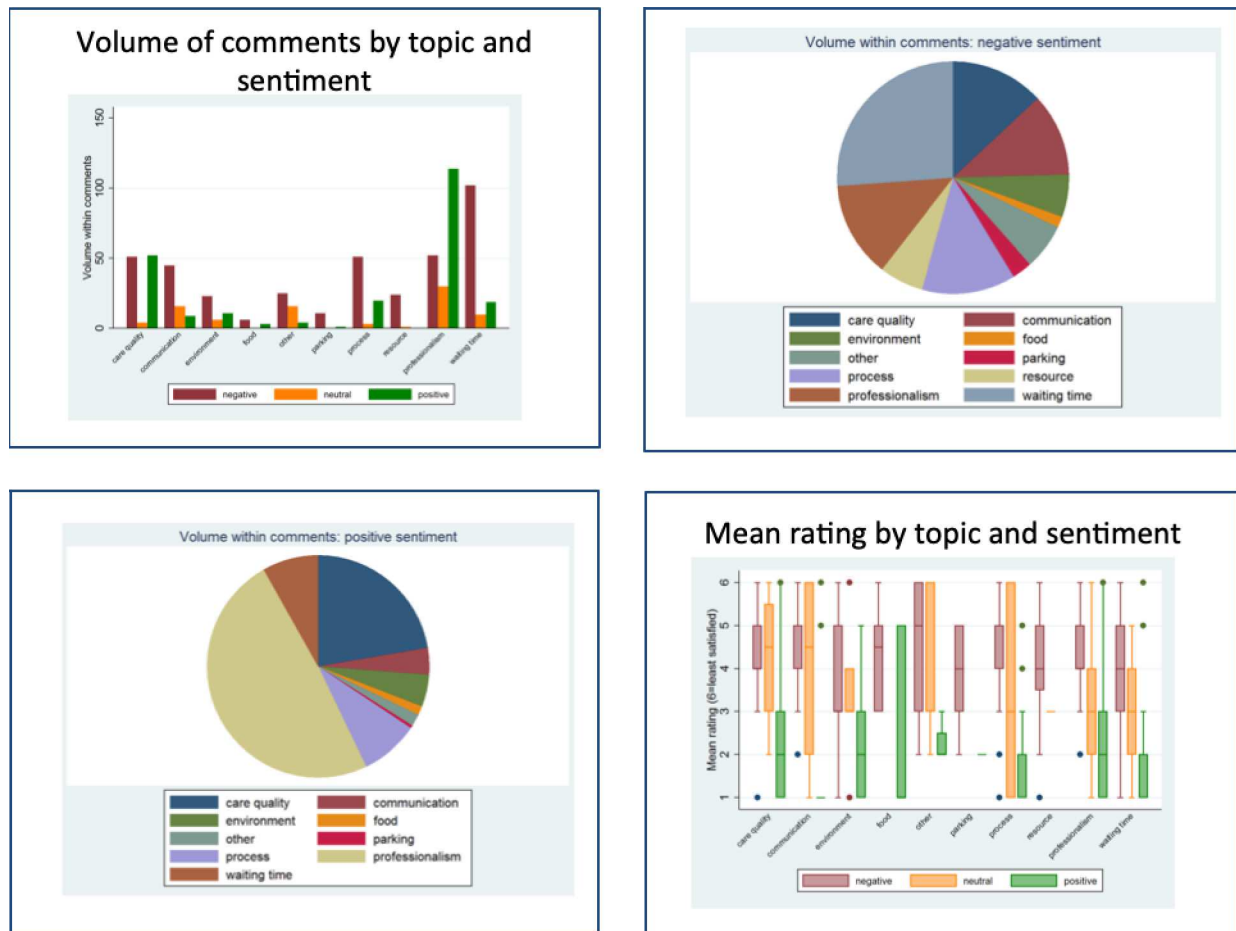 Volume of comments by topic and
sentiment
Volume within comments
150
100
50
0
care quality
communication
environment
food
other
parking
process
resource
professionalism
waiting time
negative neutral positive
Volume within comments: negative sentiment
care quality communication
environment food
other parking
process resource
professionalism waiting time
Volume within comments: positive sentiment
care quality communication
environment food
other parking
process professionalism
waiting time
Mean rating by topic and sentiment
Mean rating (6=least satisfied)
6
5
4
3
2
1
care quality
communication
environment
food
other
parking
process
resource
professionalism
waiting time
negative neutral positive